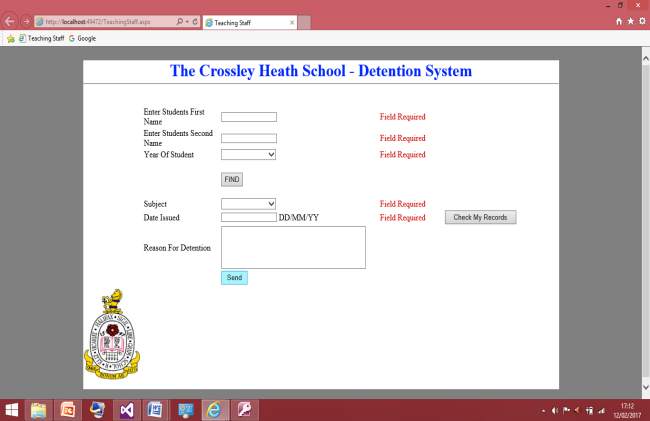 http://localhost:49472/TeachingStaff.aspx
Teaching Staff
Teaching Staff
Google
The Crossley Heath School - Detention System
Enter Students First
Name
Field Required
Enter Students Second
Name
Field Required
Year Of Student
Field Required
FIND
Subject
Field Required
Date Issued
DD/MM/YY
Field Required
Check My Records
Reason For Detention
Send
17:12
12/02/2017